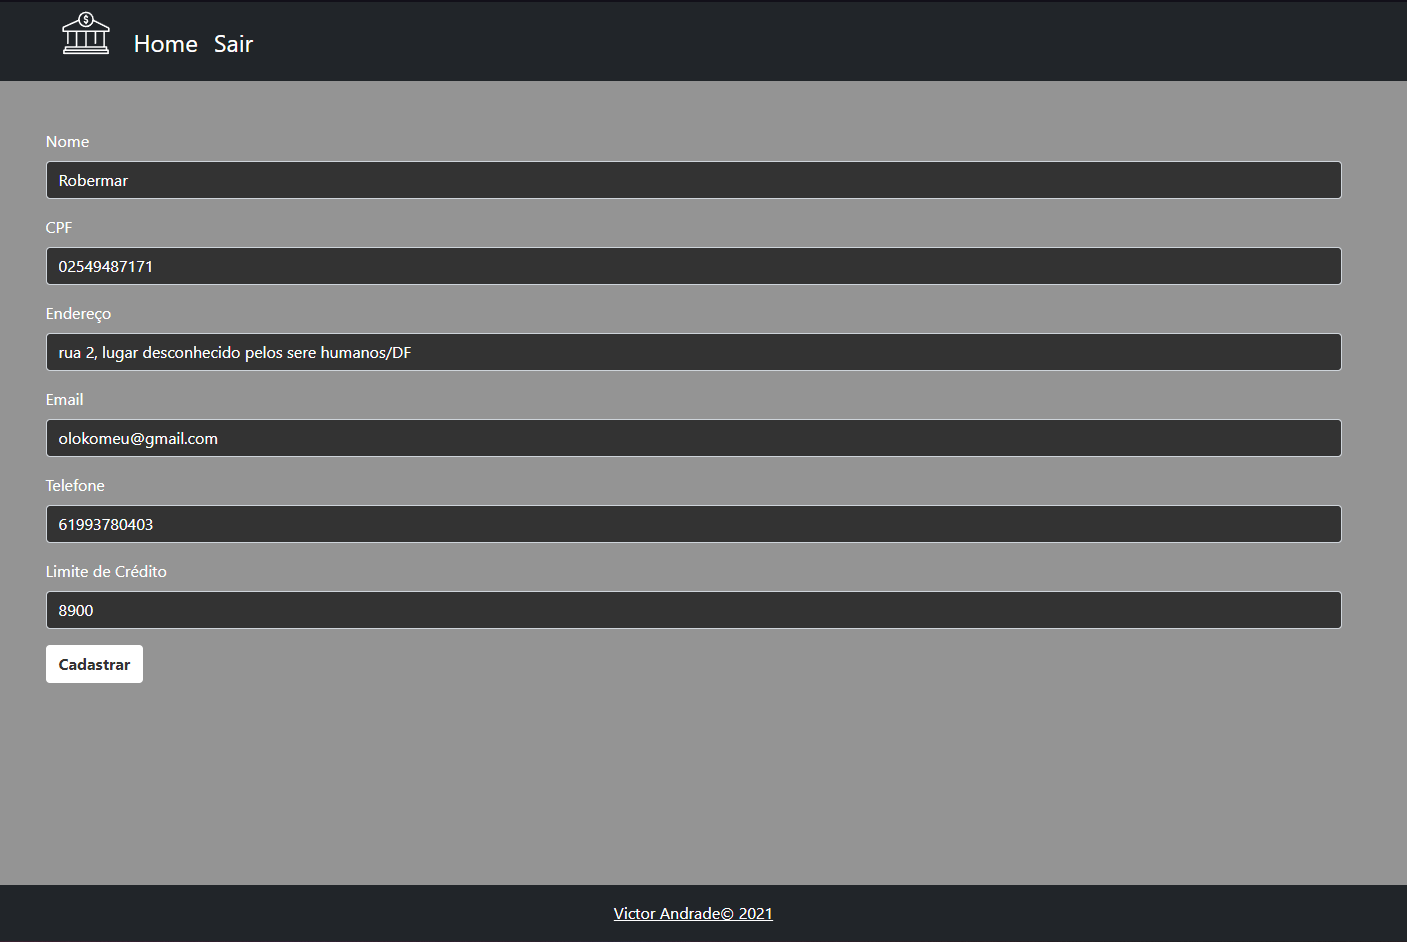 $
Home Sair
Nome
Robermar
CPF
02549487171
Endereço
rua 2, lugar desconhecido pelos sere humanos/DF
Email
olokomeu@gmail.com
Telefone
61993780403
Limite de Crédito
8900
Cadastrar
Victor Andrade© 2021